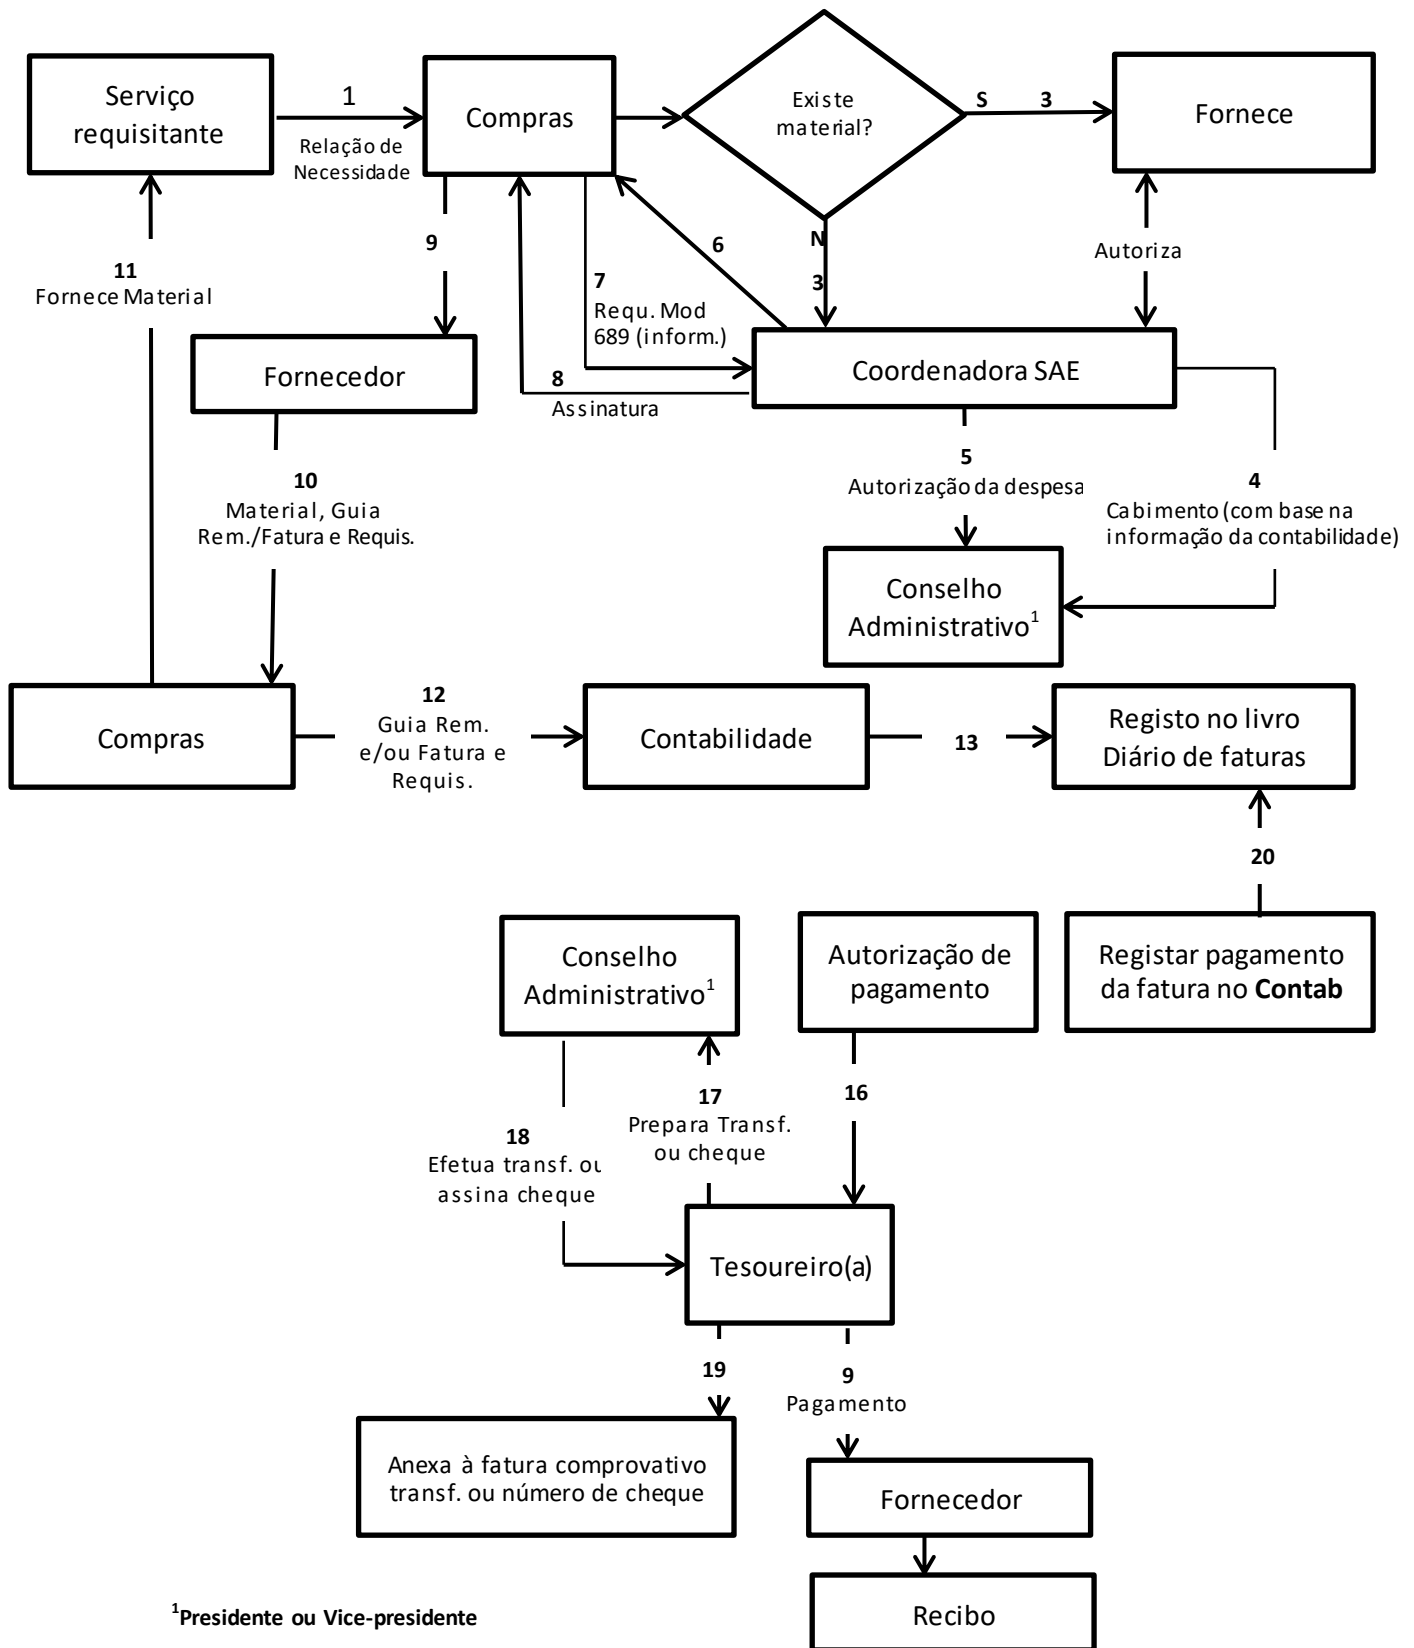 Serviço
requisitante
1
Relação de
Necessidade
Compras
Existe
material?
S
3
Fornece
11
Fornece Material
9
6
7
Requ. Mod
689 (inform.)
N
3
Autoriza
Fornecedor
8
Assinatura
Coordenadora SAE
10
Material, Guia
Rem./Fatura e Requis.
5
Autorização da despesa
4
Cabimento (com base na
informação da contabilidade)
Conselho
Administrativo¹
Compras
12
Guia Rem.
e/ou Fatura e
Requis.
Contabilidade
13
Registo no livro
Diário de faturas
20
Conselho
Administrativo¹
Autorização de
pagamento
Registar pagamento
da fatura no Contab
18
Efetua transf. ou
assina cheque
17
Prepara Transf.
ou cheque
16
Tesoureiro(a)
19
9
Pagamento
Anexa à fatura comprovativo
transf. ou número de cheque
Fornecedor
Recibo
¹Presidente ou Vice-presidente